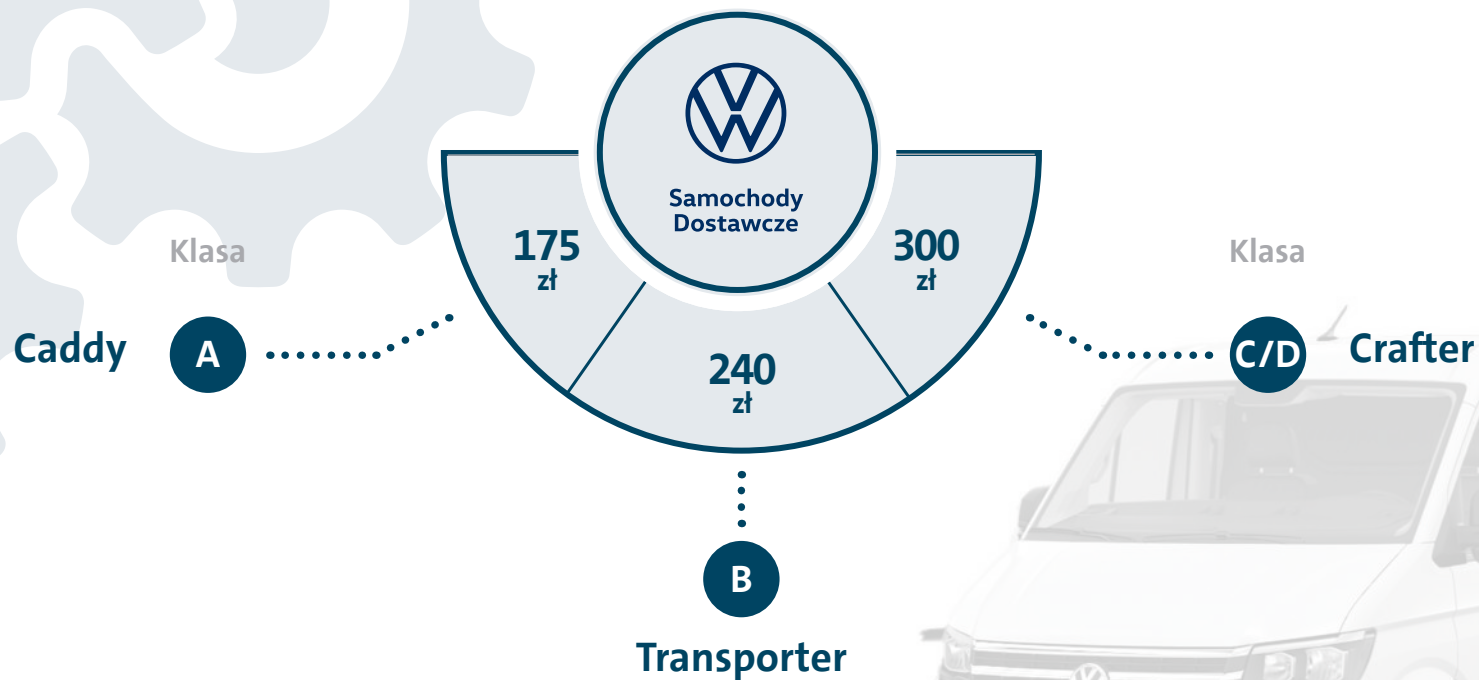 Samochody
Dostawcze
175
zł
300
zł
240
zł
Klasa
Caddy
A
Klasa
C/D
Crafter
B
Transporter